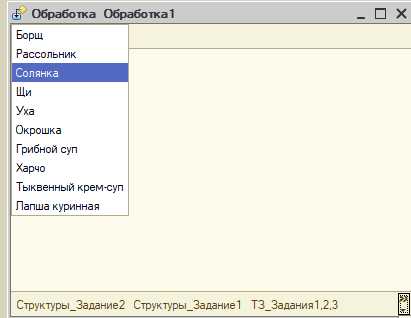 Обработка Обработка1
Борщ
Рассольник
Солянка
Щи
Уха
Окрошка
Грибной суп
Харчо
Тыквенный крем-суп
Лапша куринная
Структуры_Задание2 Структуры_Задание1 ТЗ_Задания1,2,3